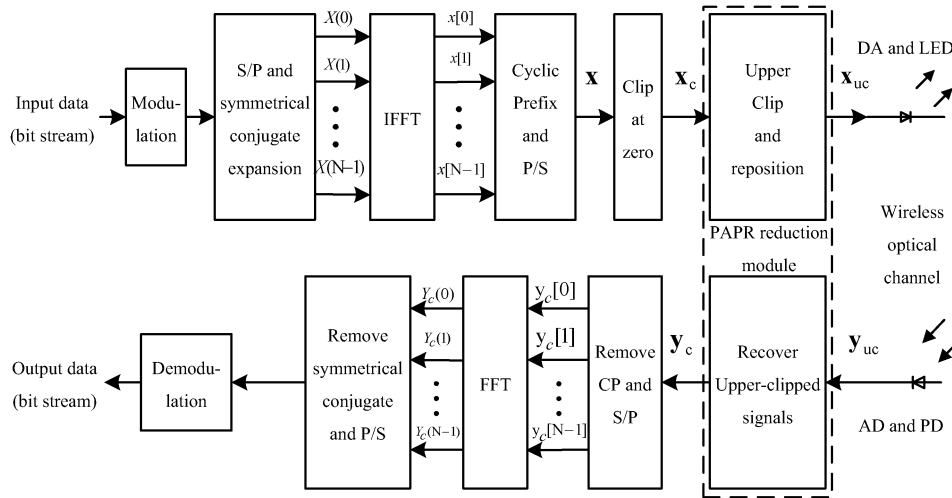 Input data
(bit stream)
Modu-
lation
S/P and
symmetrical
conjugate
expansion
X(0)
X(1)
X(N−1)
IFFT
x[0]
x[1]
x[N−1]
Cyclic
Prefix
and
P/S
x
Clip
at
zero
x_c
Upper
Clip
and
reposition
x_uc
DA and LED
PAPR reduction
module
Wireless
optical
channel
Output data
(bit stream)
Demodu-
lation
Remove
symmetrical
conjugate
and P/S
Y_c(0)
Y_c(1)
Y_c(N−1)
FFT
y_c[0]
y_c[1]
y_c[N−1]
Remove
CP and
S/P
y_c
Recover
Upper-clipped
signals
y_uc
AD and PD